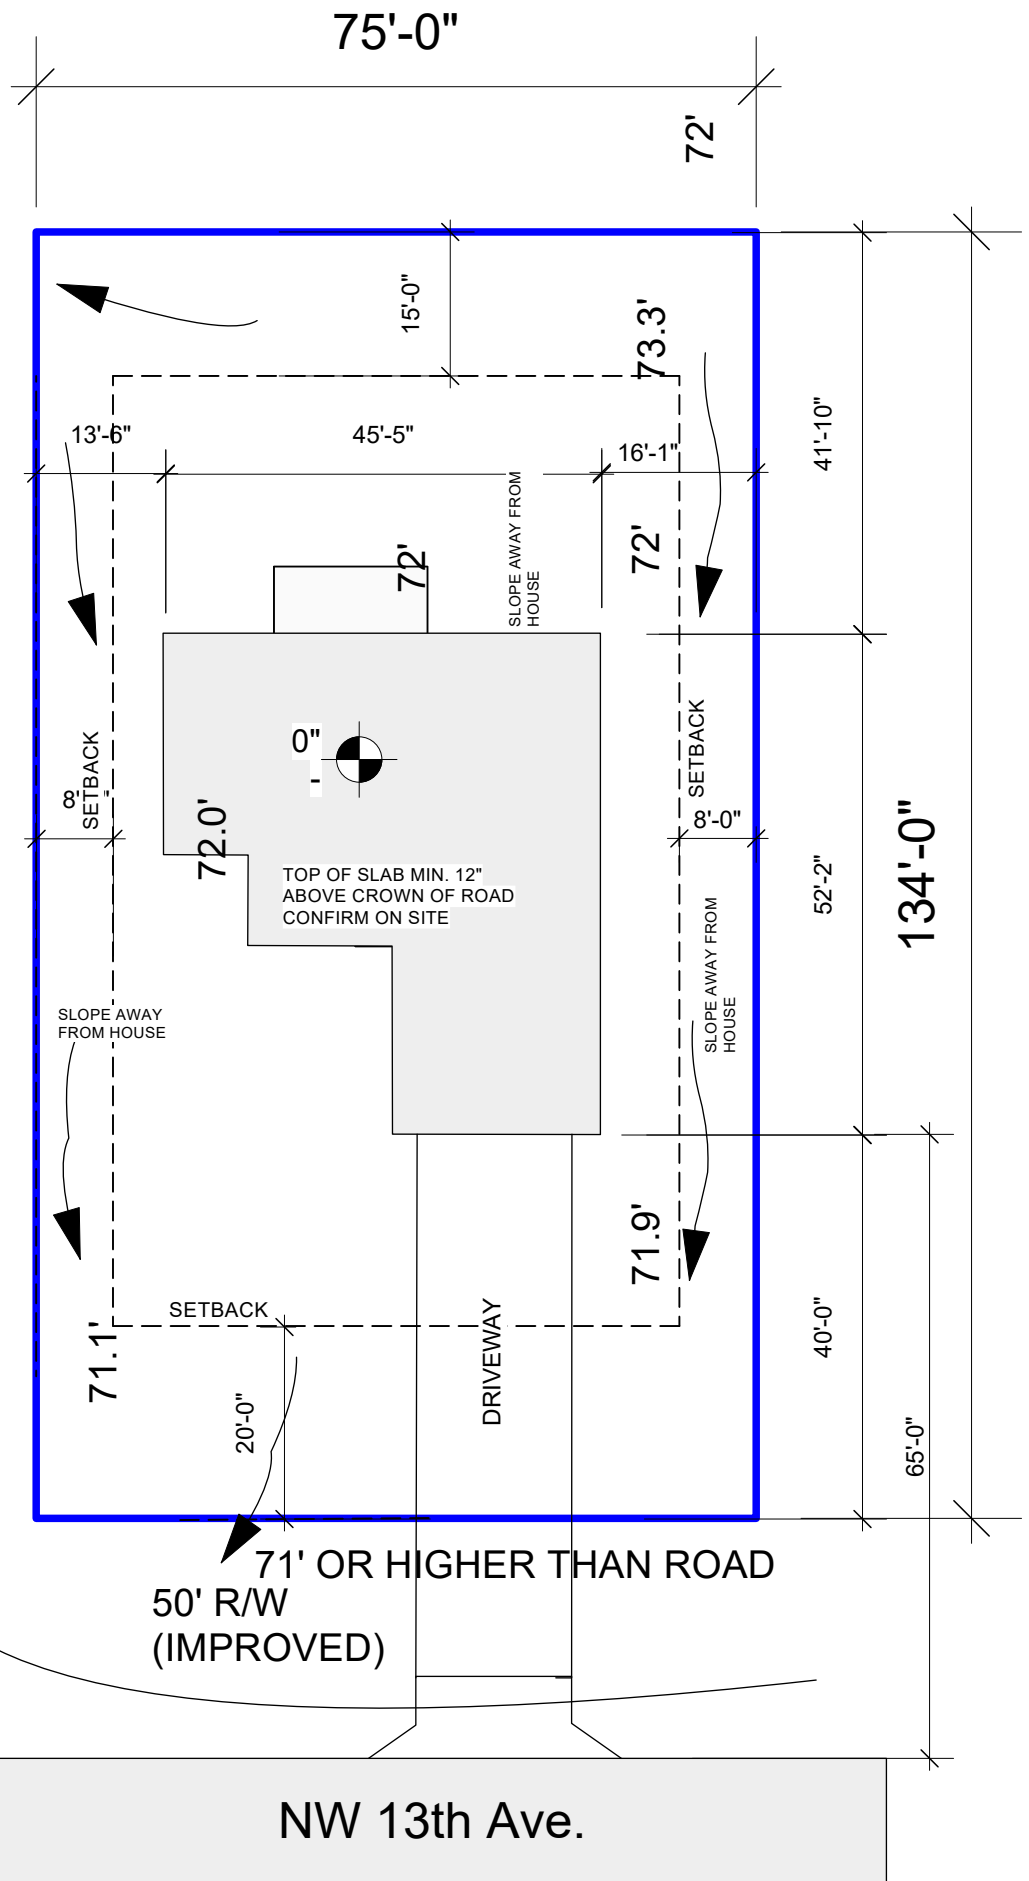 75'-0"
72'
15'-0"
73.3'
13'-6"
45'-5"
16'-1"
41'-10"
SLOPE AWAY FROM
HOUSE
72'
72'
SETBACK
SETBACK
0"
-
8'
8'-0"
72.0'
134'-0"
52'-2"
TOP OF SLAB MIN. 12"
ABOVE CROWN OF ROAD
CONFIRM ON SITE
SLOPE AWAY FROM
HOUSE
SLOPE AWAY
FROM HOUSE
71.9'
SETBACK
71.1'
DRIVEWAY
40'-0"
20'-0"
65'-0"
71' OR HIGHER THAN ROAD
50' R/W
(IMPROVED)
NW 13th Ave.